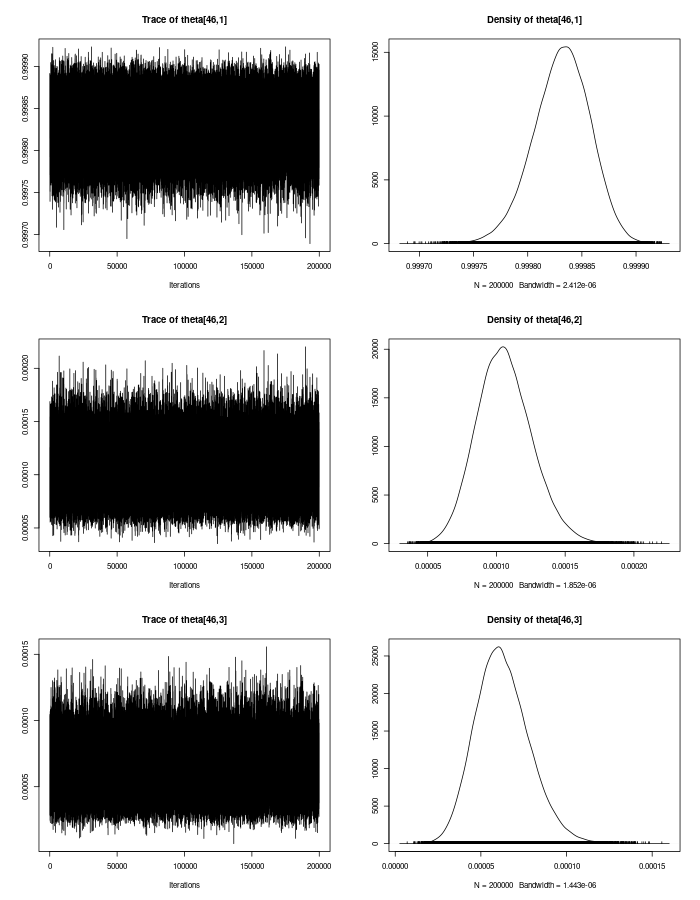 Trace of theta[46,1]
0.99970 0.99975 0.99980 0.99985 0.99990
0 50000 100000 150000 200000
Iterations
Density of theta[46,1]
0 5000 10000 15000
0.99970 0.99975 0.99980 0.99985 0.99990
N = 200000 Bandwidth = 2.412e-06
Trace of theta[46,2]
0.00005 0.00010 0.00015 0.00020
0 50000 100000 150000 200000
Iterations
Density of theta[46,2]
0 5000 10000 15000 20000
0.00005 0.00010 0.00015 0.00020
N = 200000 Bandwidth = 1.852e-06
Trace of theta[46,3]
0.00005 0.00010 0.00015
0 50000 100000 150000 200000
Iterations
Density of theta[46,3]
0 5000 10000 15000 20000 25000
0.00000 0.00005 0.00010 0.00015
N = 200000 Bandwidth = 1.443e-06